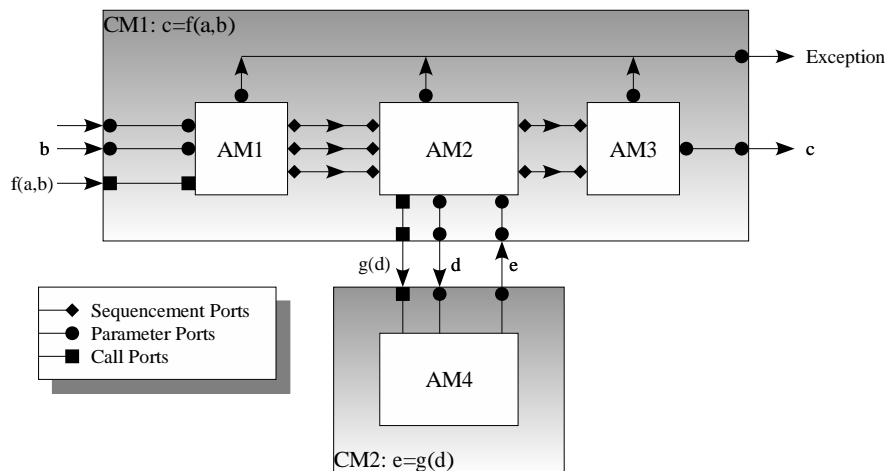 CM1: c=f(a,b)
Exception
AM1
AM2
AM3
b
c
f(a,b)
g(d)
d
e
Sequencement Ports
Parameter Ports
Call Ports
AM4
CM2: e=g(d)